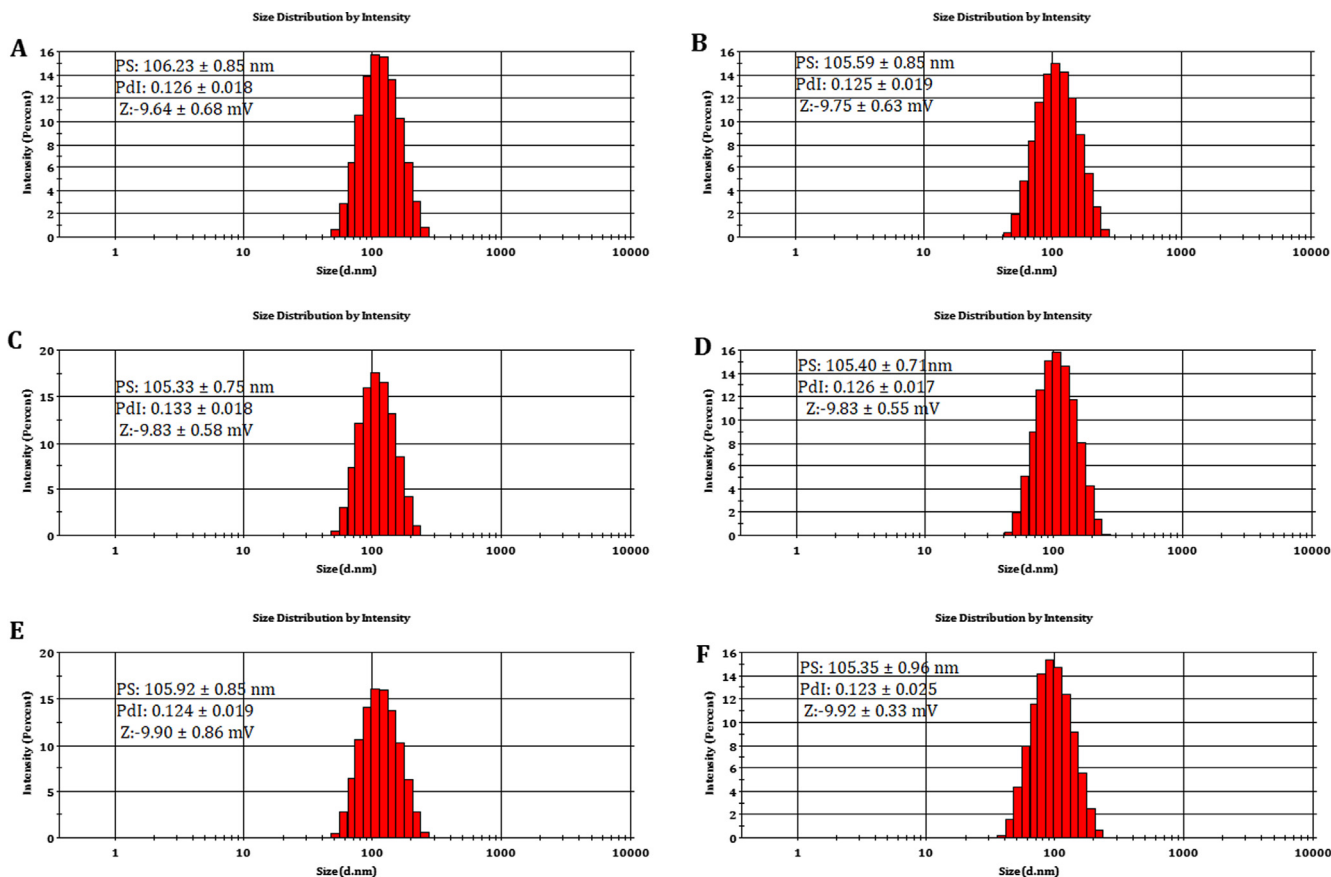 Size Distribution by Intensity
A
PS: 106.23 ± 0.85 nm
PdI: 0.126 ± 0.018
Z:-9.64 ± 0.68 mV
Intensity (Percent)
16
14
12
10
8
6
4
2
0
1 10 100 1000 10000
Size(d.nm)
Size Distribution by Intensity
B
PS: 105.59 ± 0.85 nm
PdI: 0.125 ± 0.019
Z:-9.75 ± 0.63 mV
Intensity (Percent)
16
14
12
10
8
6
4
2
0
1 10 100 1000 10000
Size(d.nm)
Size Distribution by Intensity
C
PS: 105.33 ± 0.75 nm
PdI: 0.133 ± 0.018
Z:-9.83 ± 0.58 mV
Intensity (Percent)
20
15
10
5
0
1 10 100 1000 10000
Size(d.nm)
Size Distribution by Intensity
D
PS: 105.40 ± 0.71nm
PdI: 0.126 ± 0.017
Z:-9.83 ± 0.55 mV
Intensity (Percent)
16
14
12
10
8
6
4
2
0
1 10 100 1000 10000
Size(d.nm)
Size Distribution by Intensity
E
PS: 105.92 ± 0.85 nm
PdI: 0.124 ± 0.019
Z:-9.90 ± 0.86 mV
Intensity (Percent)
20
15
10
5
0
1 10 100 1000 10000
Size(d.nm)
Size Distribution by Intensity
F
PS: 105.35 ± 0.96 nm
PdI: 0.123 ± 0.025
Z:-9.92 ± 0.33 mV
Intensity (Percent)
16
14
12
10
8
6
4
2
0
1 10 100 1000 10000
Size(d.nm)